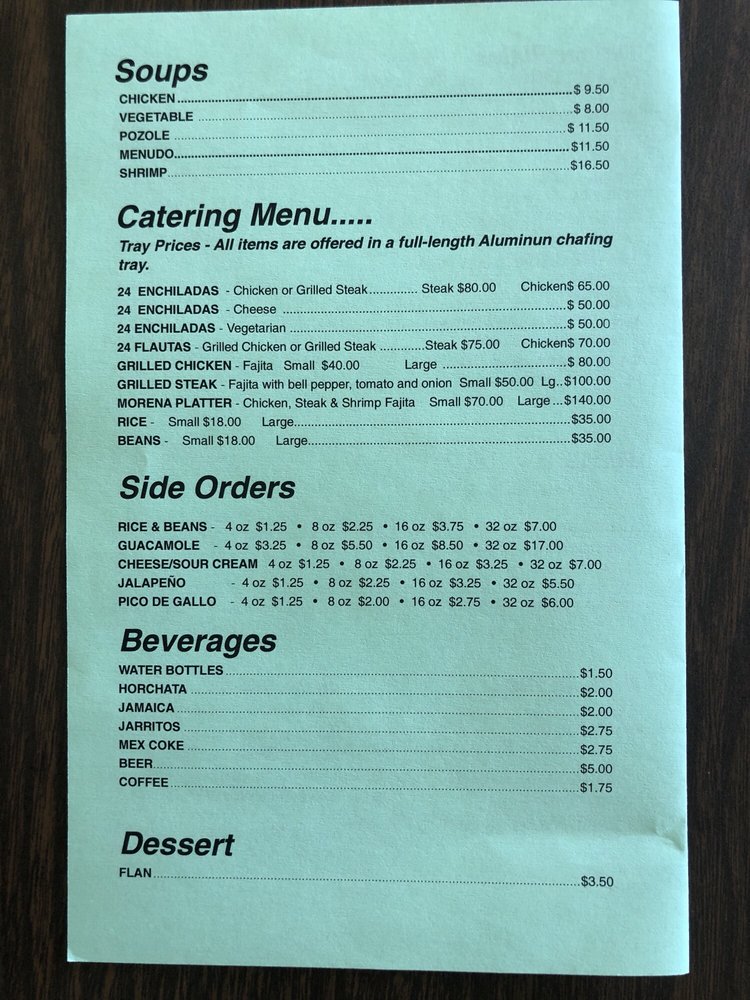 Soups
CHICKEN ........ $ 9.50
VEGETABLE ........ $ 8.00
POZOLE ........ $ 11.50
MENUDO ........ $11.50
SHRIMP ........ $16.50
Catering Menu.....
Tray Prices - All items are offered in a full-length Aluminun chafing
tray.
24 ENCHILADAS - Chicken or Grilled Steak ........ Steak $80.00 Chicken$ 65.00
24 ENCHILADAS - Cheese ........ $ 50.00
24 ENCHILADAS - Vegetarian ........ $ 50.00
24 FLAUTAS - Grilled Chicken or Grilled Steak ........ Steak $75.00 Chicken$ 70.00
GRILLED CHICKEN - Fajita Small $40.00 Large ........ $ 80.00
GRILLED STEAK - Fajita with bell pepper, tomato and onion Small $50.00 Lg..$100.00
MORENA PLATTER - Chicken, Steak & Shrimp Fajita Small $70.00 Large ...$140.00
RICE - Small $18.00 Large ........ $35.00
BEANS - Small $18.00 Large ........ $35.00
Side Orders
RICE & BEANS - 4 oz $1.25 • 8 oz $2.25 • 16 oz $3.75 • 32 oz $7.00
GUACAMOLE - 4 oz $3.25 • 8 oz $5.50 • 16 oz $8.50 • 32 oz $17.00
CHEESE/SOUR CREAM 4 oz $1.25 • 8 oz $2.25 • 16 oz $3.25 • 32 oz $7.00
JALAPEÑO - 4 oz $1.25 • 8 oz $2.25 • 16 oz $3.25 • 32 oz $5.50
PICO DE GALLO - 4 oz $1.25 • 8 oz $2.00 • 16 oz $2.75 • 32 oz $6.00
Beverages
WATER BOTTLES ........ $1.50
HORCHATA ........ $2.00
JAMAICA ........ $2.00
JARRITOS ........ $2.75
MEX COKE ........ $2.75
BEER ........ $5.00
COFFEE ........ $1.75
Dessert
FLAN ........ $3.50